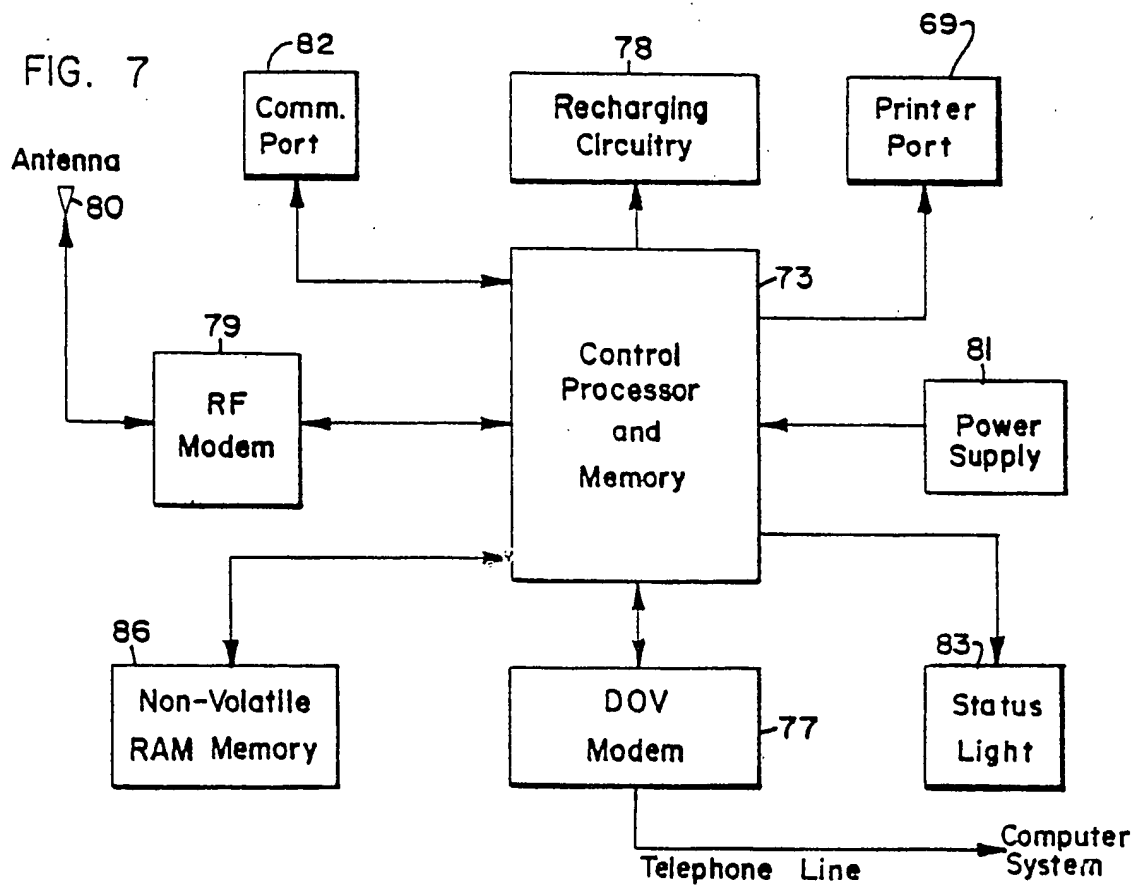 FIG. 7
82
Comm.
Port
78
Recharging
Circuitry
69
Printer
Port
Antenna
80
73
Control
Processor
and
Memory
79
RF
Modem
81
Power
Supply
86
Non-Volatile
RAM Memory
DOV
Modem
77
83
Status
Light
Telephone Line
Computer
System